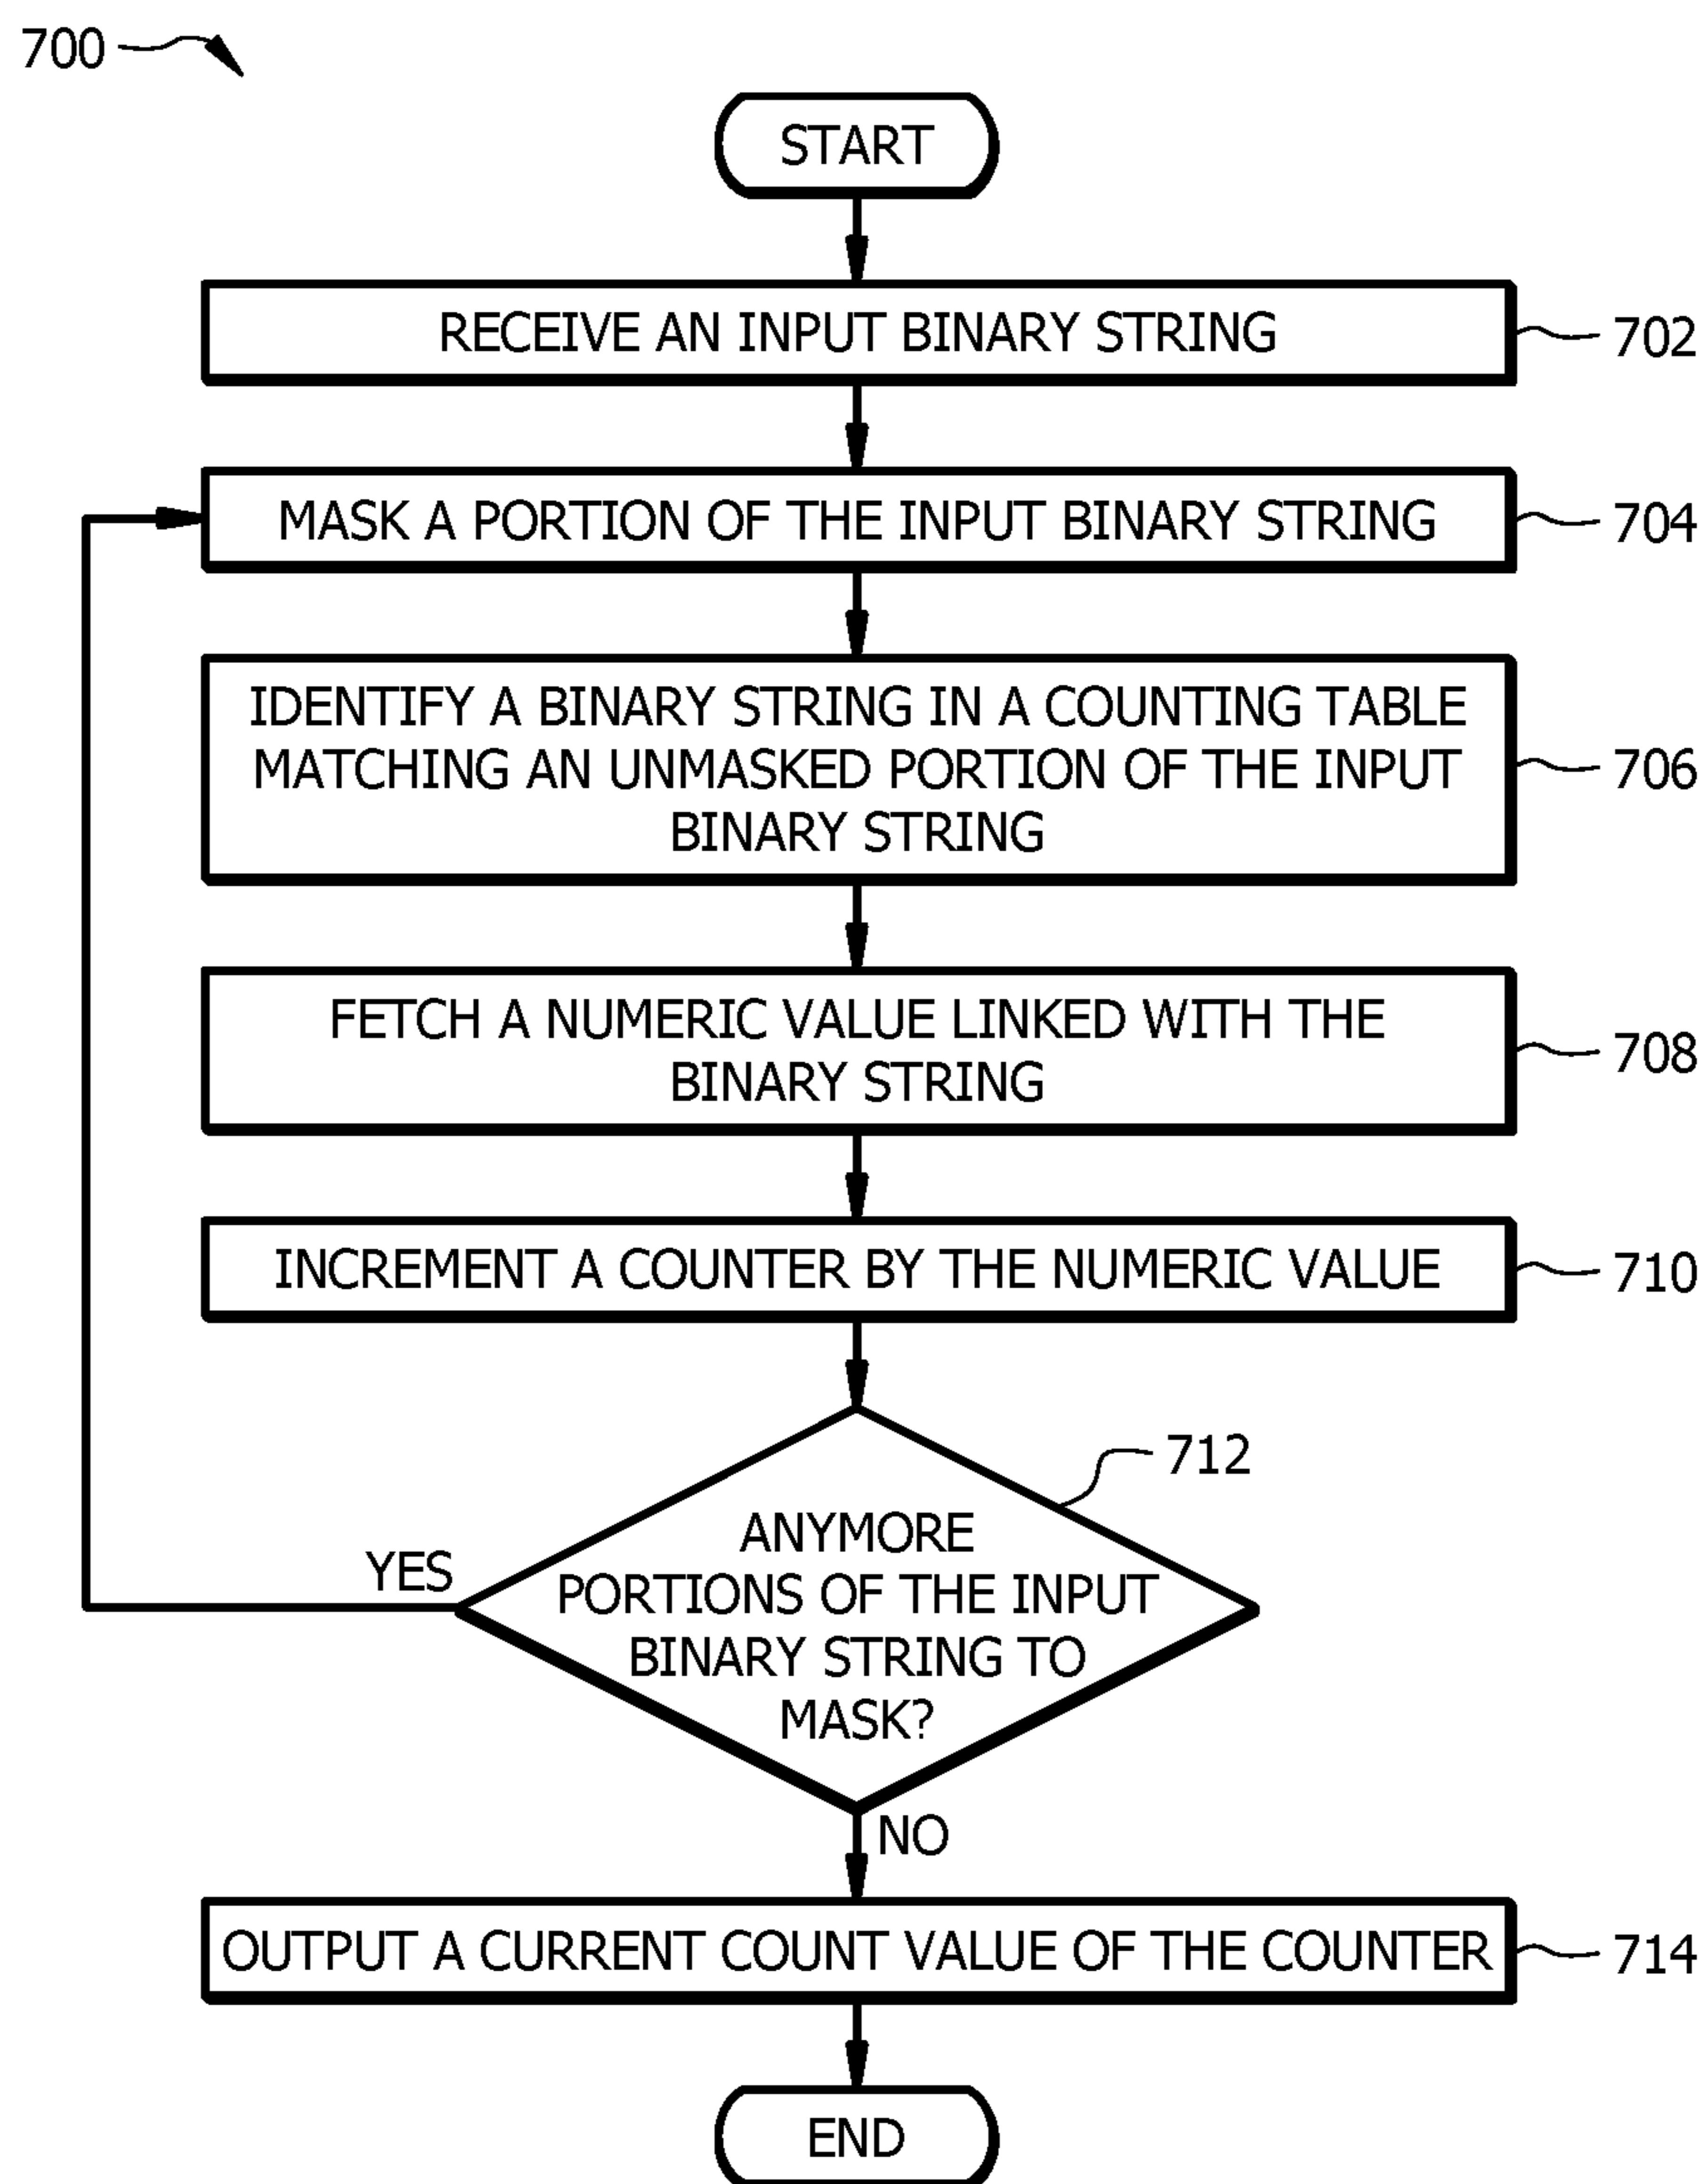 700
START
RECEIVE AN INPUT BINARY STRING
702
MASK A PORTION OF THE INPUT BINARY STRING
704
IDENTIFY A BINARY STRING IN A COUNTING TABLE
MATCHING AN UNMASKED PORTION OF THE INPUT
BINARY STRING
706
FETCH A NUMERIC VALUE LINKED WITH THE
BINARY STRING
708
INCREMENT A COUNTER BY THE NUMERIC VALUE
710
712
ANYMORE
PORTIONS OF THE INPUT
BINARY STRING TO
MASK?
YES
NO
OUTPUT A CURRENT COUNT VALUE OF THE COUNTER
714
END